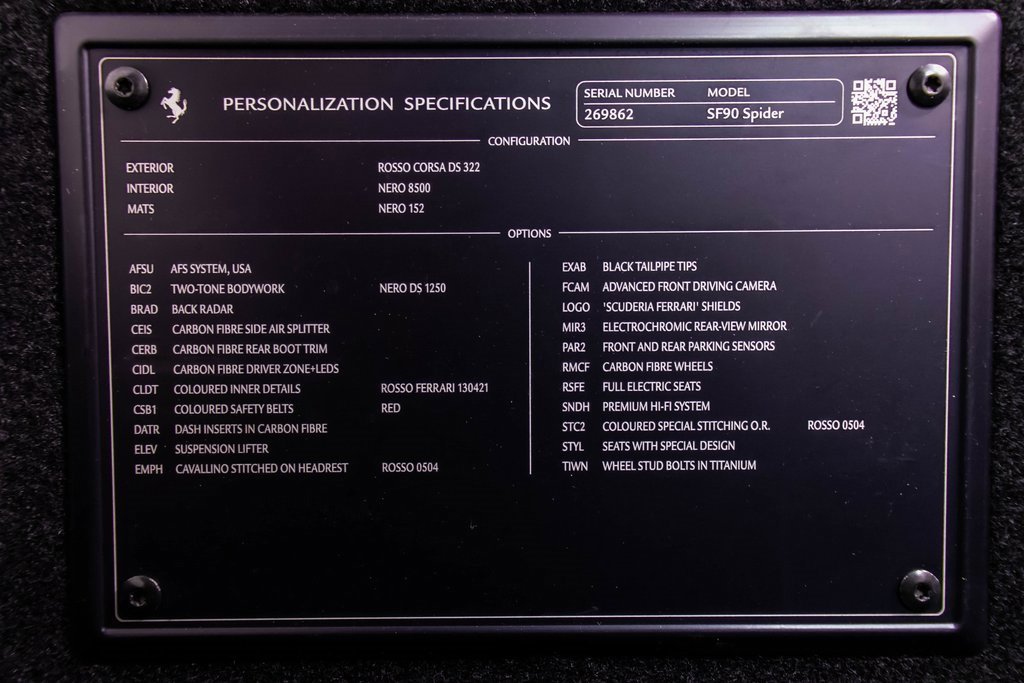 PERSONALIZATION SPECIFICATIONS
SERIAL NUMBER MODEL
269862 SF90 Spider
CONFIGURATION
EXTERIOR ROSSO CORSA DS 322
INTERIOR NERO 8500
MATS NERO 152
OPTIONS
AFSU AFS SYSTEM, USA
BIC2 TWO-TONE BODYWORK NERO DS 1250
BRAD BACK RADAR
CEIS CARBON FIBRE SIDE AIR SPLITTER
CERB CARBON FIBRE REAR BOOT TRIM
CIDL CARBON FIBRE DRIVER ZONE+LEDS
CLDT COLOURED INNER DETAILS ROSSO FERRARI 130421
CSB1 COLOURED SAFETY BELTS RED
DATR DASH INSERTS IN CARBON FIBRE
ELEV SUSPENSION LIFTER
EMPH CAVALLINO STITCHED ON HEADREST ROSSO 0504
EXAB BLACK TAILPIPE TIPS
FCAM ADVANCED FRONT DRIVING CAMERA
LOGO 'SCUDERIA FERRARI' SHIELDS
MIR3 ELECTROCHROMIC REAR-VIEW MIRROR
PAR2 FRONT AND REAR PARKING SENSORS
RMCF CARBON FIBRE WHEELS
RSFE FULL ELECTRIC SEATS
SNDH PREMIUM HI-FI SYSTEM
STC2 COLOURED SPECIAL STITCHING O.R. ROSSO 0504
STYL SEATS WITH SPECIAL DESIGN
TIWN WHEEL STUD BOLTS IN TITANIUM